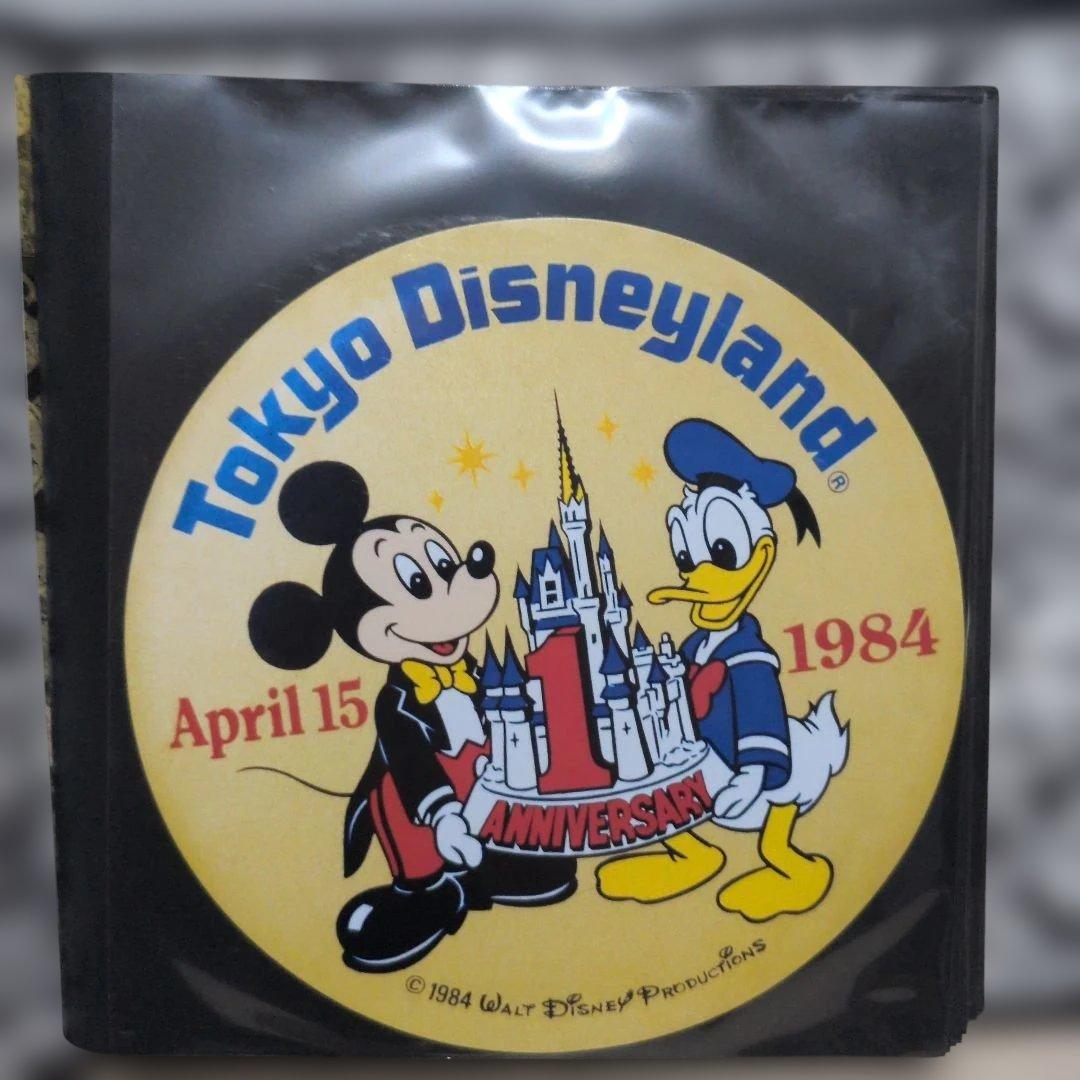 Tokyo Disneyland®
April 15
1984
1
ANNIVERSARY
© 1984 WALT DISNEY PRODUCTIONS